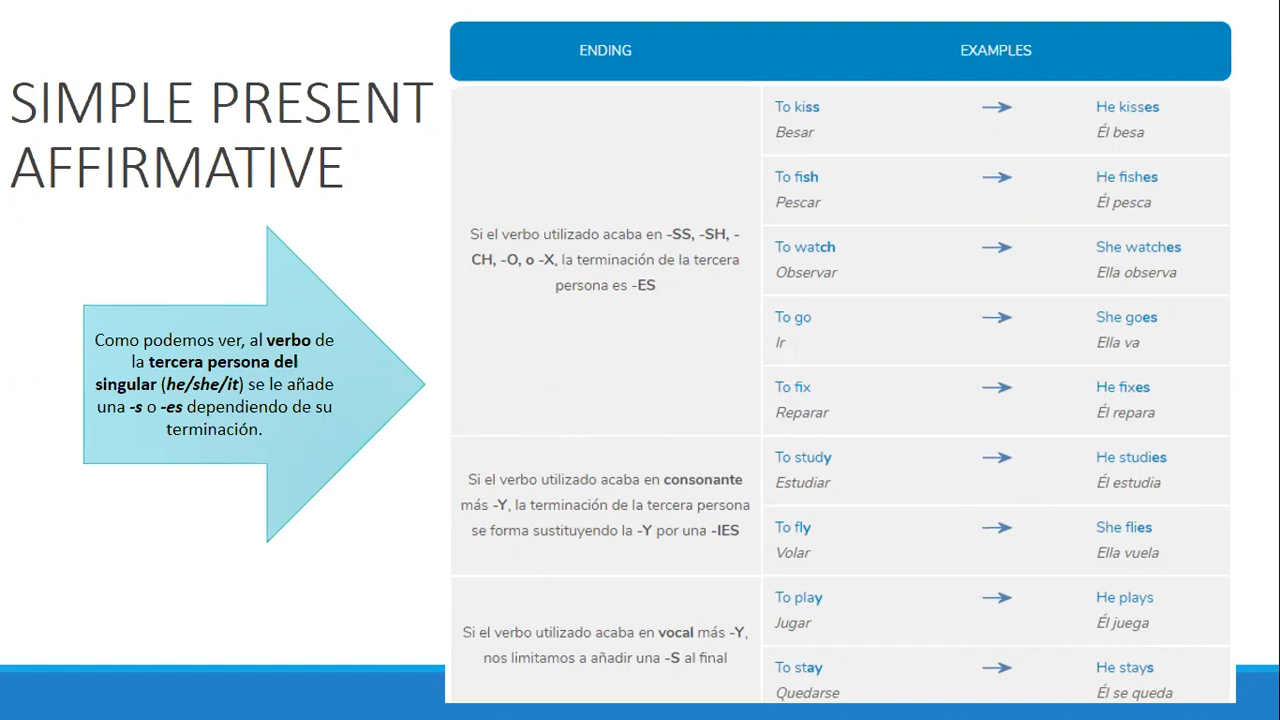 SIMPLE PRESENT
AFFIRMATIVE
Como podemos ver, al verbo de
la tercera persona del
singular (he/she/it) se le añade
una -s o -es dependiendo de su
terminación.
ENDING EXAMPLES
Si el verbo utilizado acaba en -SS, -SH, -
CH, -O, o -X, la terminación de la tercera
persona es -ES
To kiss → He kisses
Besar Él besa
To fish → He fishes
Pescar Él pesca
To watch → She watches
Observar Ella observa
To go → She goes
Ir Ella va
To fix → He fixes
Reparar Él repara
Si el verbo utilizado acaba en consonante
más -Y, la terminación de la tercera persona
se forma sustituyendo la -Y por una -IES
To study → He studies
Estudiar Él estudia
To fly → She flies
Volar Ella vuela
Si el verbo utilizado acaba en vocal más -Y,
nos limitamos a añadir una -S al final
To play → He plays
Jugar Él juega
To stay → He stays
Quedarse Él se queda